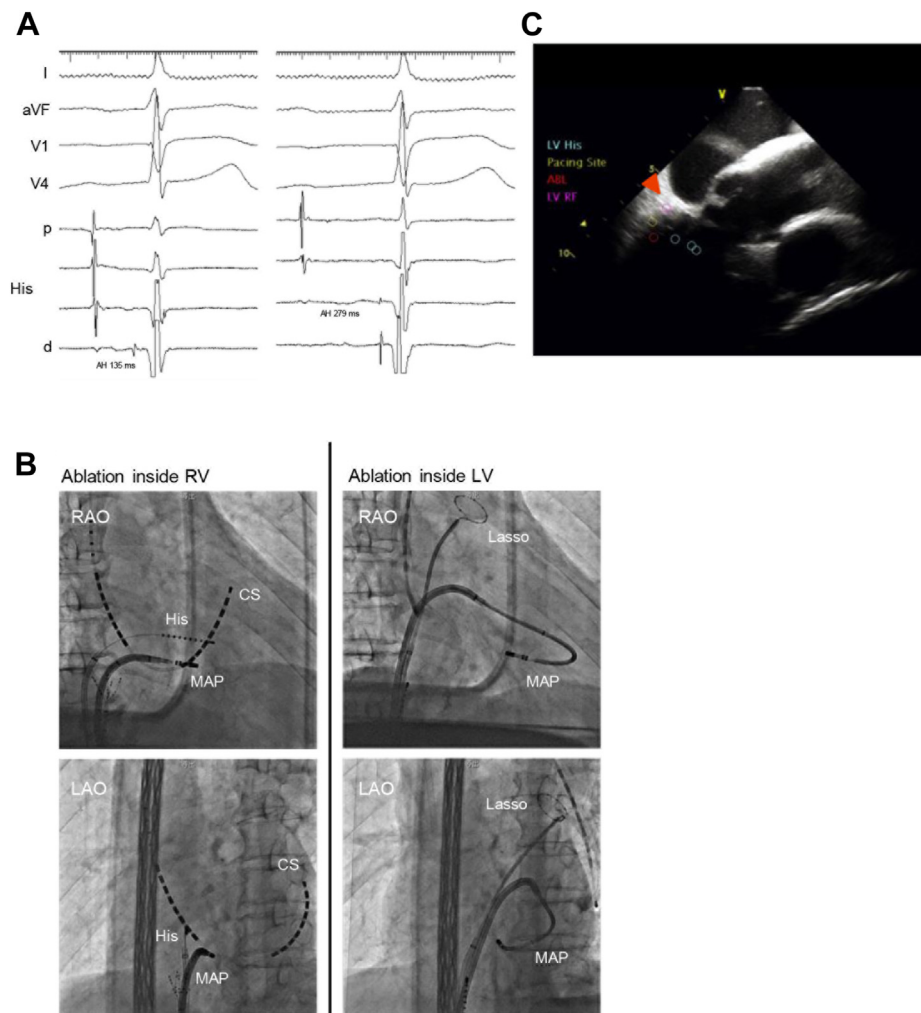 A
I
aVF
V1
V4
p
His
d
AH 135 ms
AH 279 ms
C
V
LV His
Pacing Site
ABL
LV RF
5
10
B
Ablation inside RV
RAO
CS
His
MAP
LAO
CS
His
MAP
Ablation inside LV
RAO
Lasso
MAP
LAO
Lasso
MAP